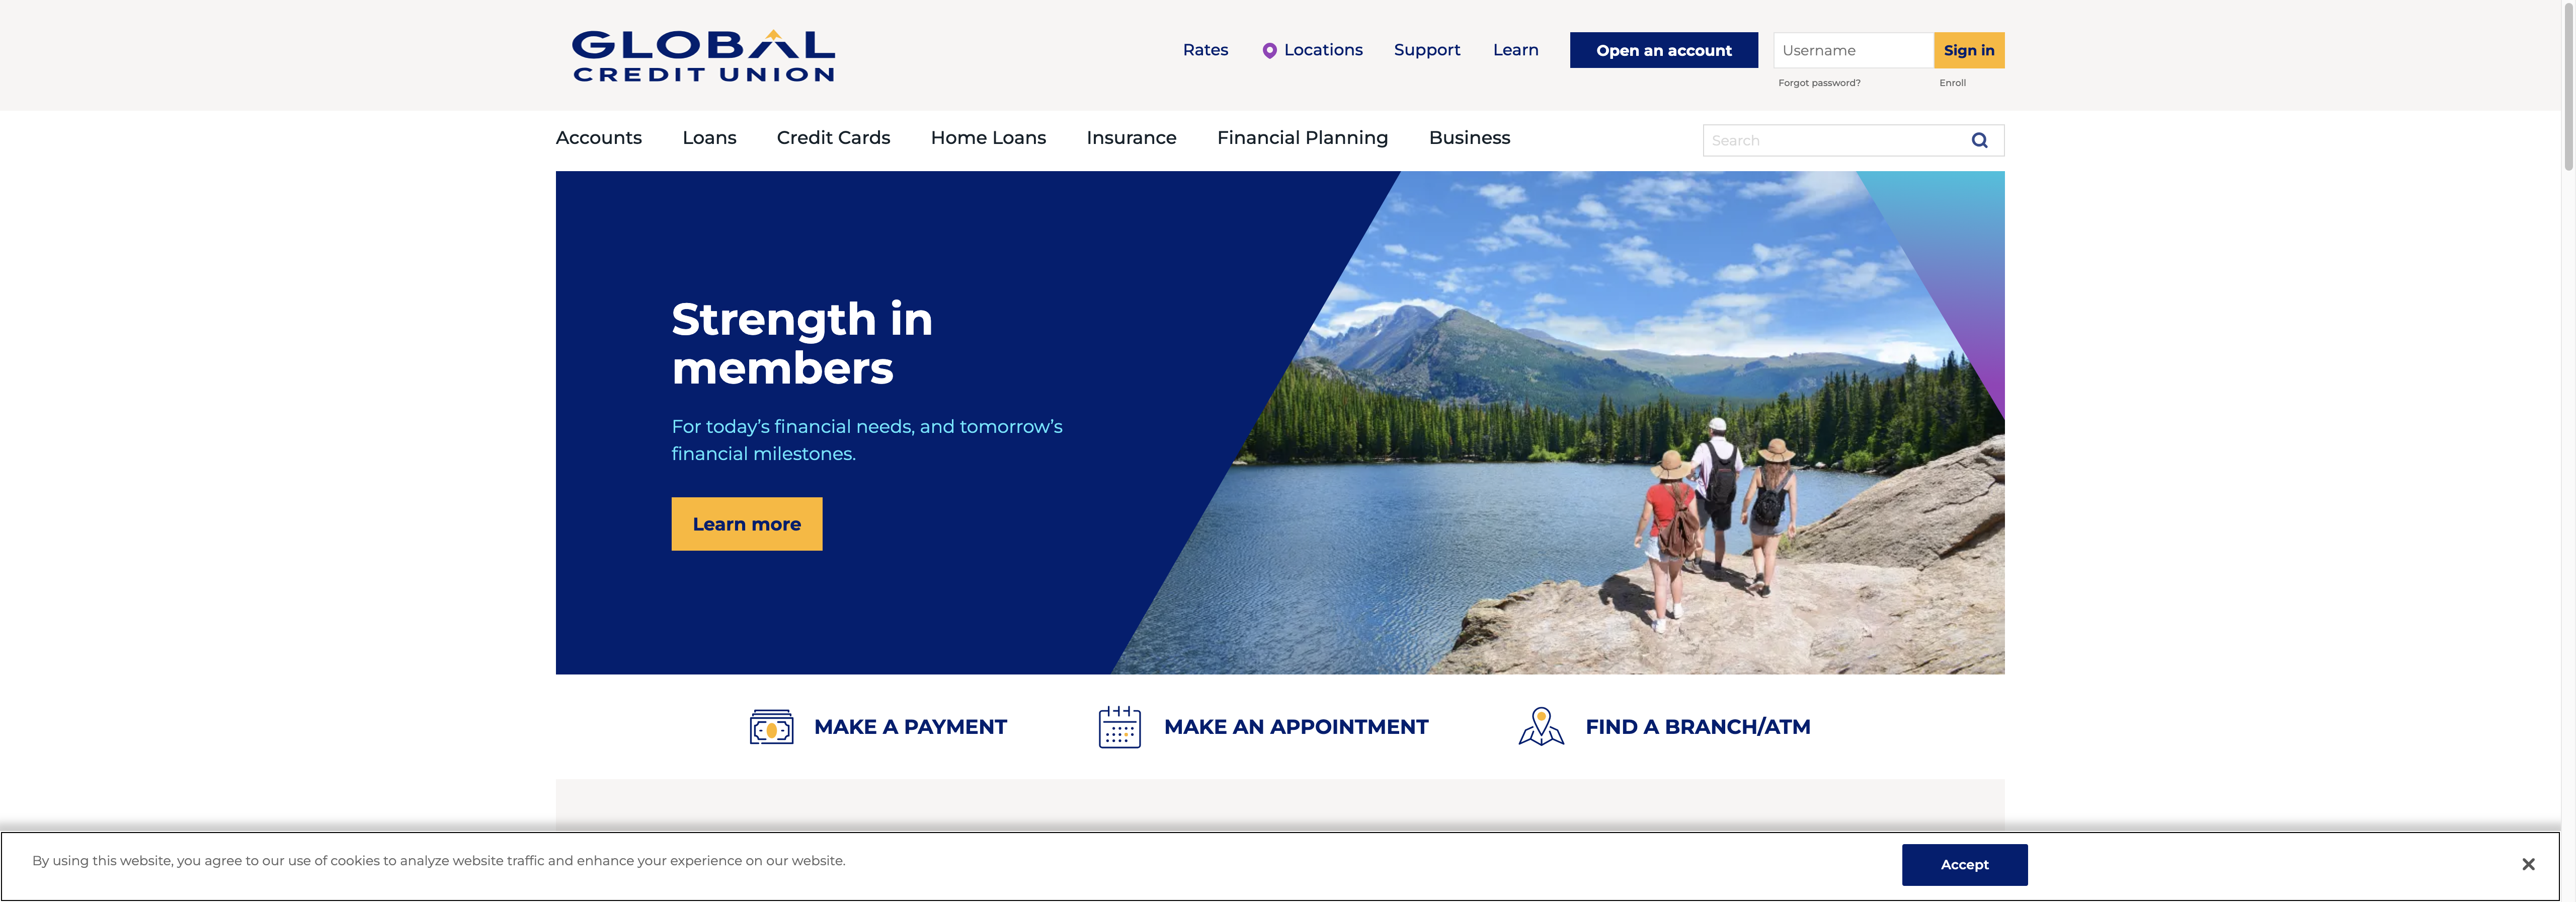 GLOBAL
CREDIT UNION
Rates
Locations
Support
Learn
Open an account
Username
Sign in
Forgot password?
Enroll
Accounts
Loans
Credit Cards
Home Loans
Insurance
Financial Planning
Business
Search
Strength in
members
For today’s financial needs, and tomorrow’s
financial milestones.
Learn more
MAKE A PAYMENT
MAKE AN APPOINTMENT
FIND A BRANCH/ATM
By using this website, you agree to our use of cookies to analyze website traffic and enhance your experience on our website.
Accept